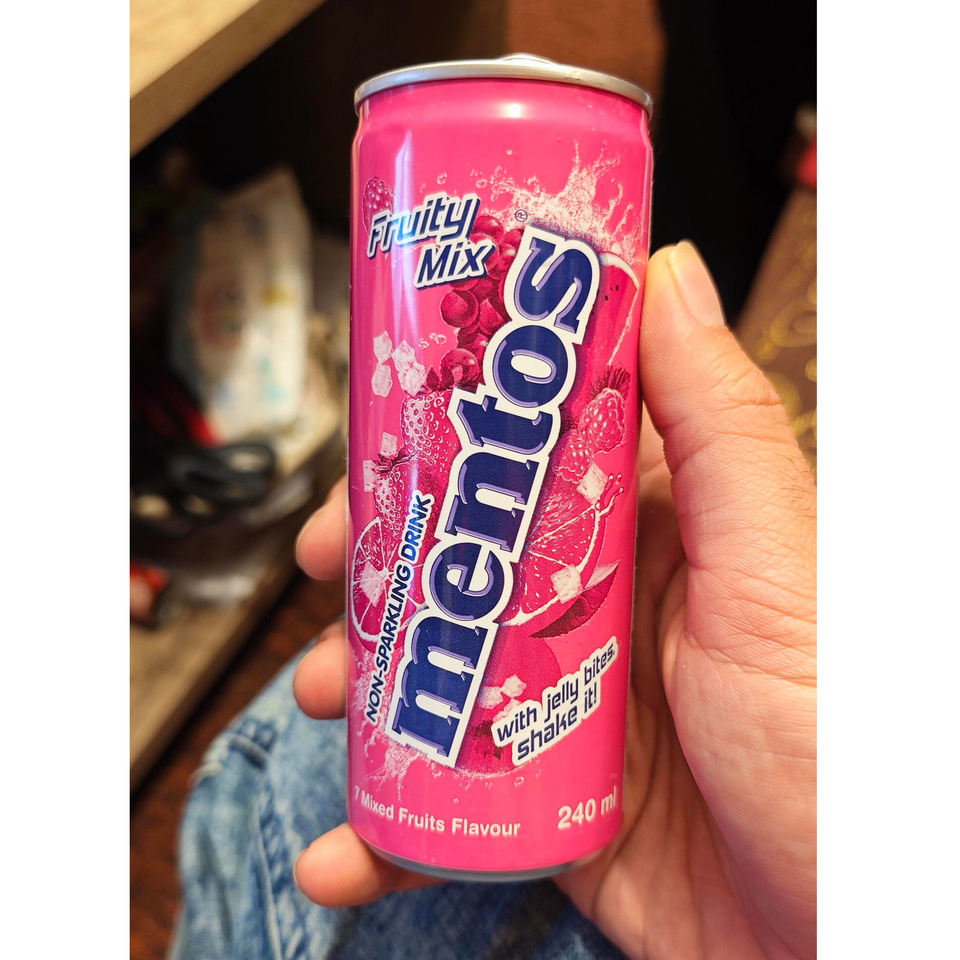 Fruity
Mix
®
mentos
NON-SPARKLING DRINK
with jelly bites,
shake it!
7 Mixed Fruits Flavour
240 ml